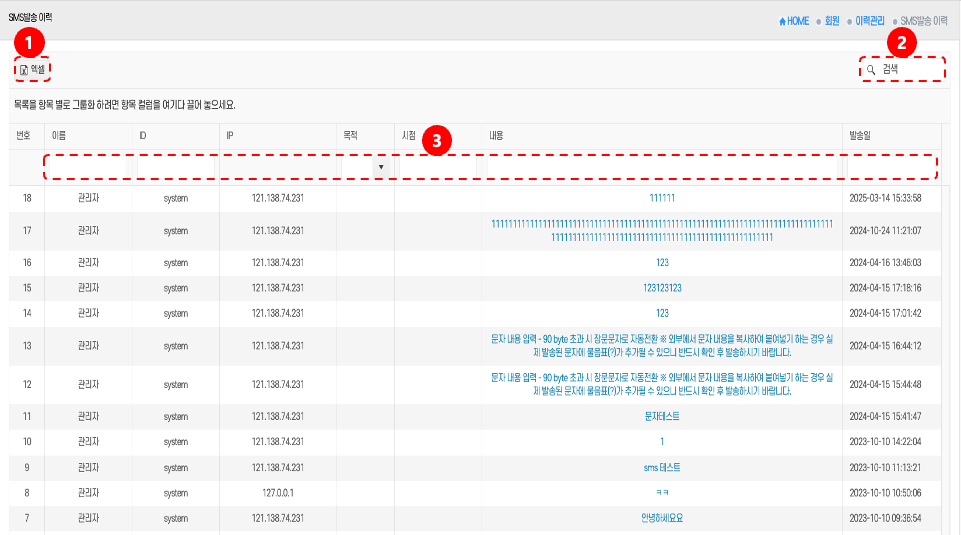 SMS발송 이력
HOME 회원 이력관리 SMS발송 이력
1
2
엑셀
검색
목록을 항목 별로 그룹화 하려면 항목 컬럼을 여기다 끌어 놓으세요.
번호 이름 ID IP 목적 시점 내용 발송일
3
18 관리자 system 121.138.74.231 111111 2025-03-14 15:33:58
17 관리자 system 121.138.74.231 2024-10-24 11:21:07
16 관리자 system 121.138.74.231 123 2024-04-16 13:46:03
15 관리자 system 121.138.74.231 123123123 2024-04-15 17:18:16
14 관리자 system 121.138.74.231 123 2024-04-15 17:01:42
13 관리자 system 121.138.74.231 문자 내용 입력 - 90 byte 초과 시 장문문자로 자동전환 ※ 외부에서 문자 내용을 복사하여 붙여넣기 하는 경우 실
제 발송된 문자에 물음표(?)가 추가될 수 있으니 반드시 확인 후 발송하시기 바랍니다. 2024-04-15 16:44:12
12 관리자 system 121.138.74.231 문자 내용 입력 - 90 byte 초과 시 장문문자로 자동전환 ※ 외부에서 문자 내용을 복사하여 붙여넣기 하는 경우 실
제 발송된 문자에 물음표(?)가 추가될 수 있으니 반드시 확인 후 발송하시기 바랍니다. 2024-04-15 15:44:48
11 관리자 system 121.138.74.231 문자테스트 2024-04-15 15:41:47
10 관리자 system 121.138.74.231 1 2023-10-10 14:22:04
9 관리자 system 121.138.74.231 sms 테스트 2023-10-10 11:13:21
8 관리자 system 127.0.0.1 ㅋㅋ 2023-10-10 10:50:06
7 관리자 system 121.138.74.231 안녕하세요요 2023-10-10 09:36:54